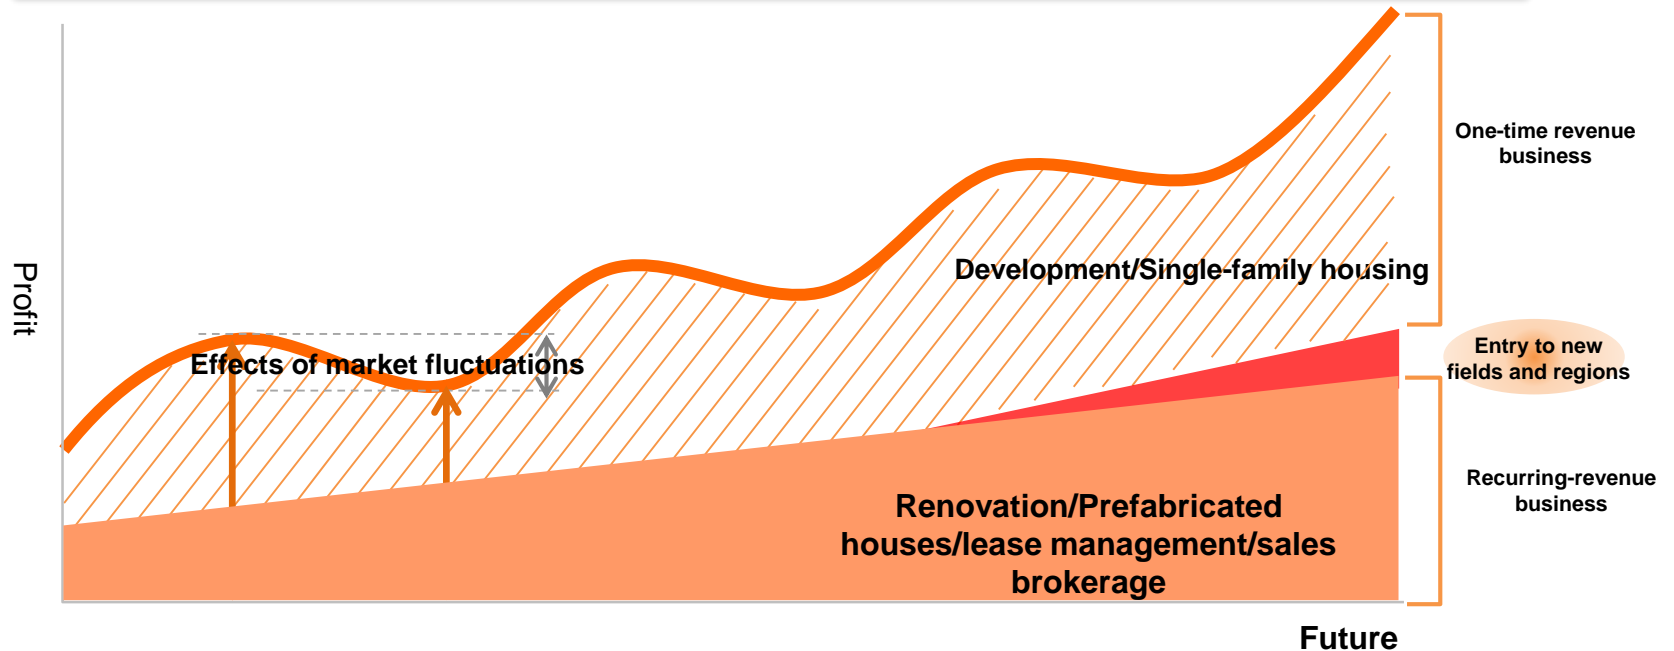 One-time revenue
business
Profit
Development/Single-family housing
Effects of market fluctuations
Entry to new
fields and regions
Recurring-revenue
business
Renovation/Prefabricated
houses/lease management/sales
brokerage
Future